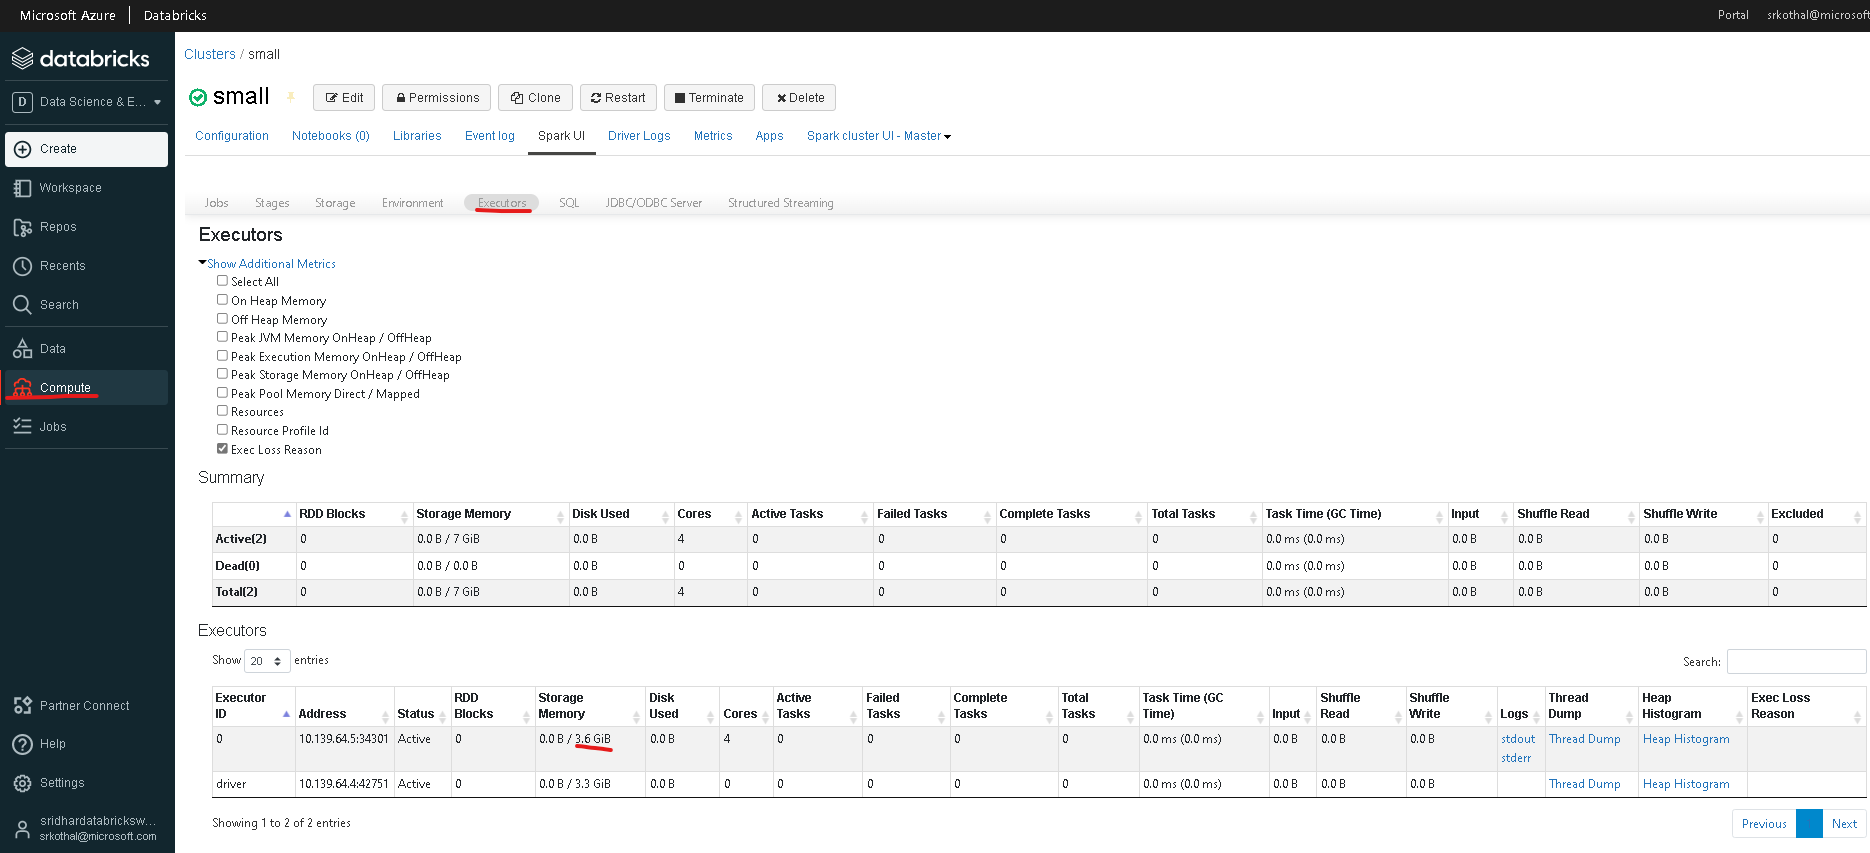 Microsoft Azure | Databricks
Portal srkothal@microsoft
databricks
D Data Science & E...
Create
Workspace
Repos
Recents
Search
Data
Compute
Jobs
Partner Connect
Help
Settings
sridhardatabricksw...
srkothal@microsoft.com
Clusters / small
small
Edit Permissions Clone Restart Terminate Delete
Configuration Notebooks (0) Libraries Event log Spark UI Driver Logs Metrics Apps Spark cluster UI - Master
Jobs Stages Storage Environment Executors SQL JDBC/ODBC Server Structured Streaming
Executors
Show Additional Metrics
Select All
On Heap Memory
Off Heap Memory
Peak JVM Memory OnHeap / OffHeap
Peak Execution Memory OnHeap / OffHeap
Peak Storage Memory OnHeap / OffHeap
Peak Pool Memory Direct / Mapped
Resources
Resource Profile Id
Exec Loss Reason
Summary
RDD Blocks Storage Memory Disk Used Cores Active Tasks Failed Tasks Complete Tasks Total Tasks Task Time (GC Time) Input Shuffle Read Shuffle Write Excluded
Active(2) 0 0.0 B / 7 GiB 0.0 B 4 0 0 0 0 0.0 ms (0.0 ms) 0.0 B 0.0 B 0.0 B 0
Dead(0) 0 0.0 B / 0.0 B 0.0 B 0 0 0 0 0 0.0 ms (0.0 ms) 0.0 B 0.0 B 0.0 B 0
Total(2) 0 0.0 B / 7 GiB 0.0 B 4 0 0 0 0 0.0 ms (0.0 ms) 0.0 B 0.0 B 0.0 B 0
Executors
Show 20 entries
Search:
Executor ID Address Status RDD Blocks Storage Memory Disk Used Cores Active Tasks Failed Tasks Complete Tasks Total Tasks Task Time (GC Time) Input Shuffle Read Shuffle Write Logs Thread Dump Heap Histogram Exec Loss Reason
0 10.139.64.5:34301 Active 0 0.0 B / 3.6 GiB 0.0 B 4 0 0 0 0 0.0 ms (0.0 ms) 0.0 B 0.0 B 0.0 B stdout Thread Dump Heap Histogram
stderr
driver 10.139.64.4:42751 Active 0 0.0 B / 3.3 GiB 0.0 B 0 0 0 0 0 0.0 ms (0.0 ms) 0.0 B 0.0 B 0.0 B Thread Dump Heap Histogram
Showing 1 to 2 of 2 entries
Previous Next